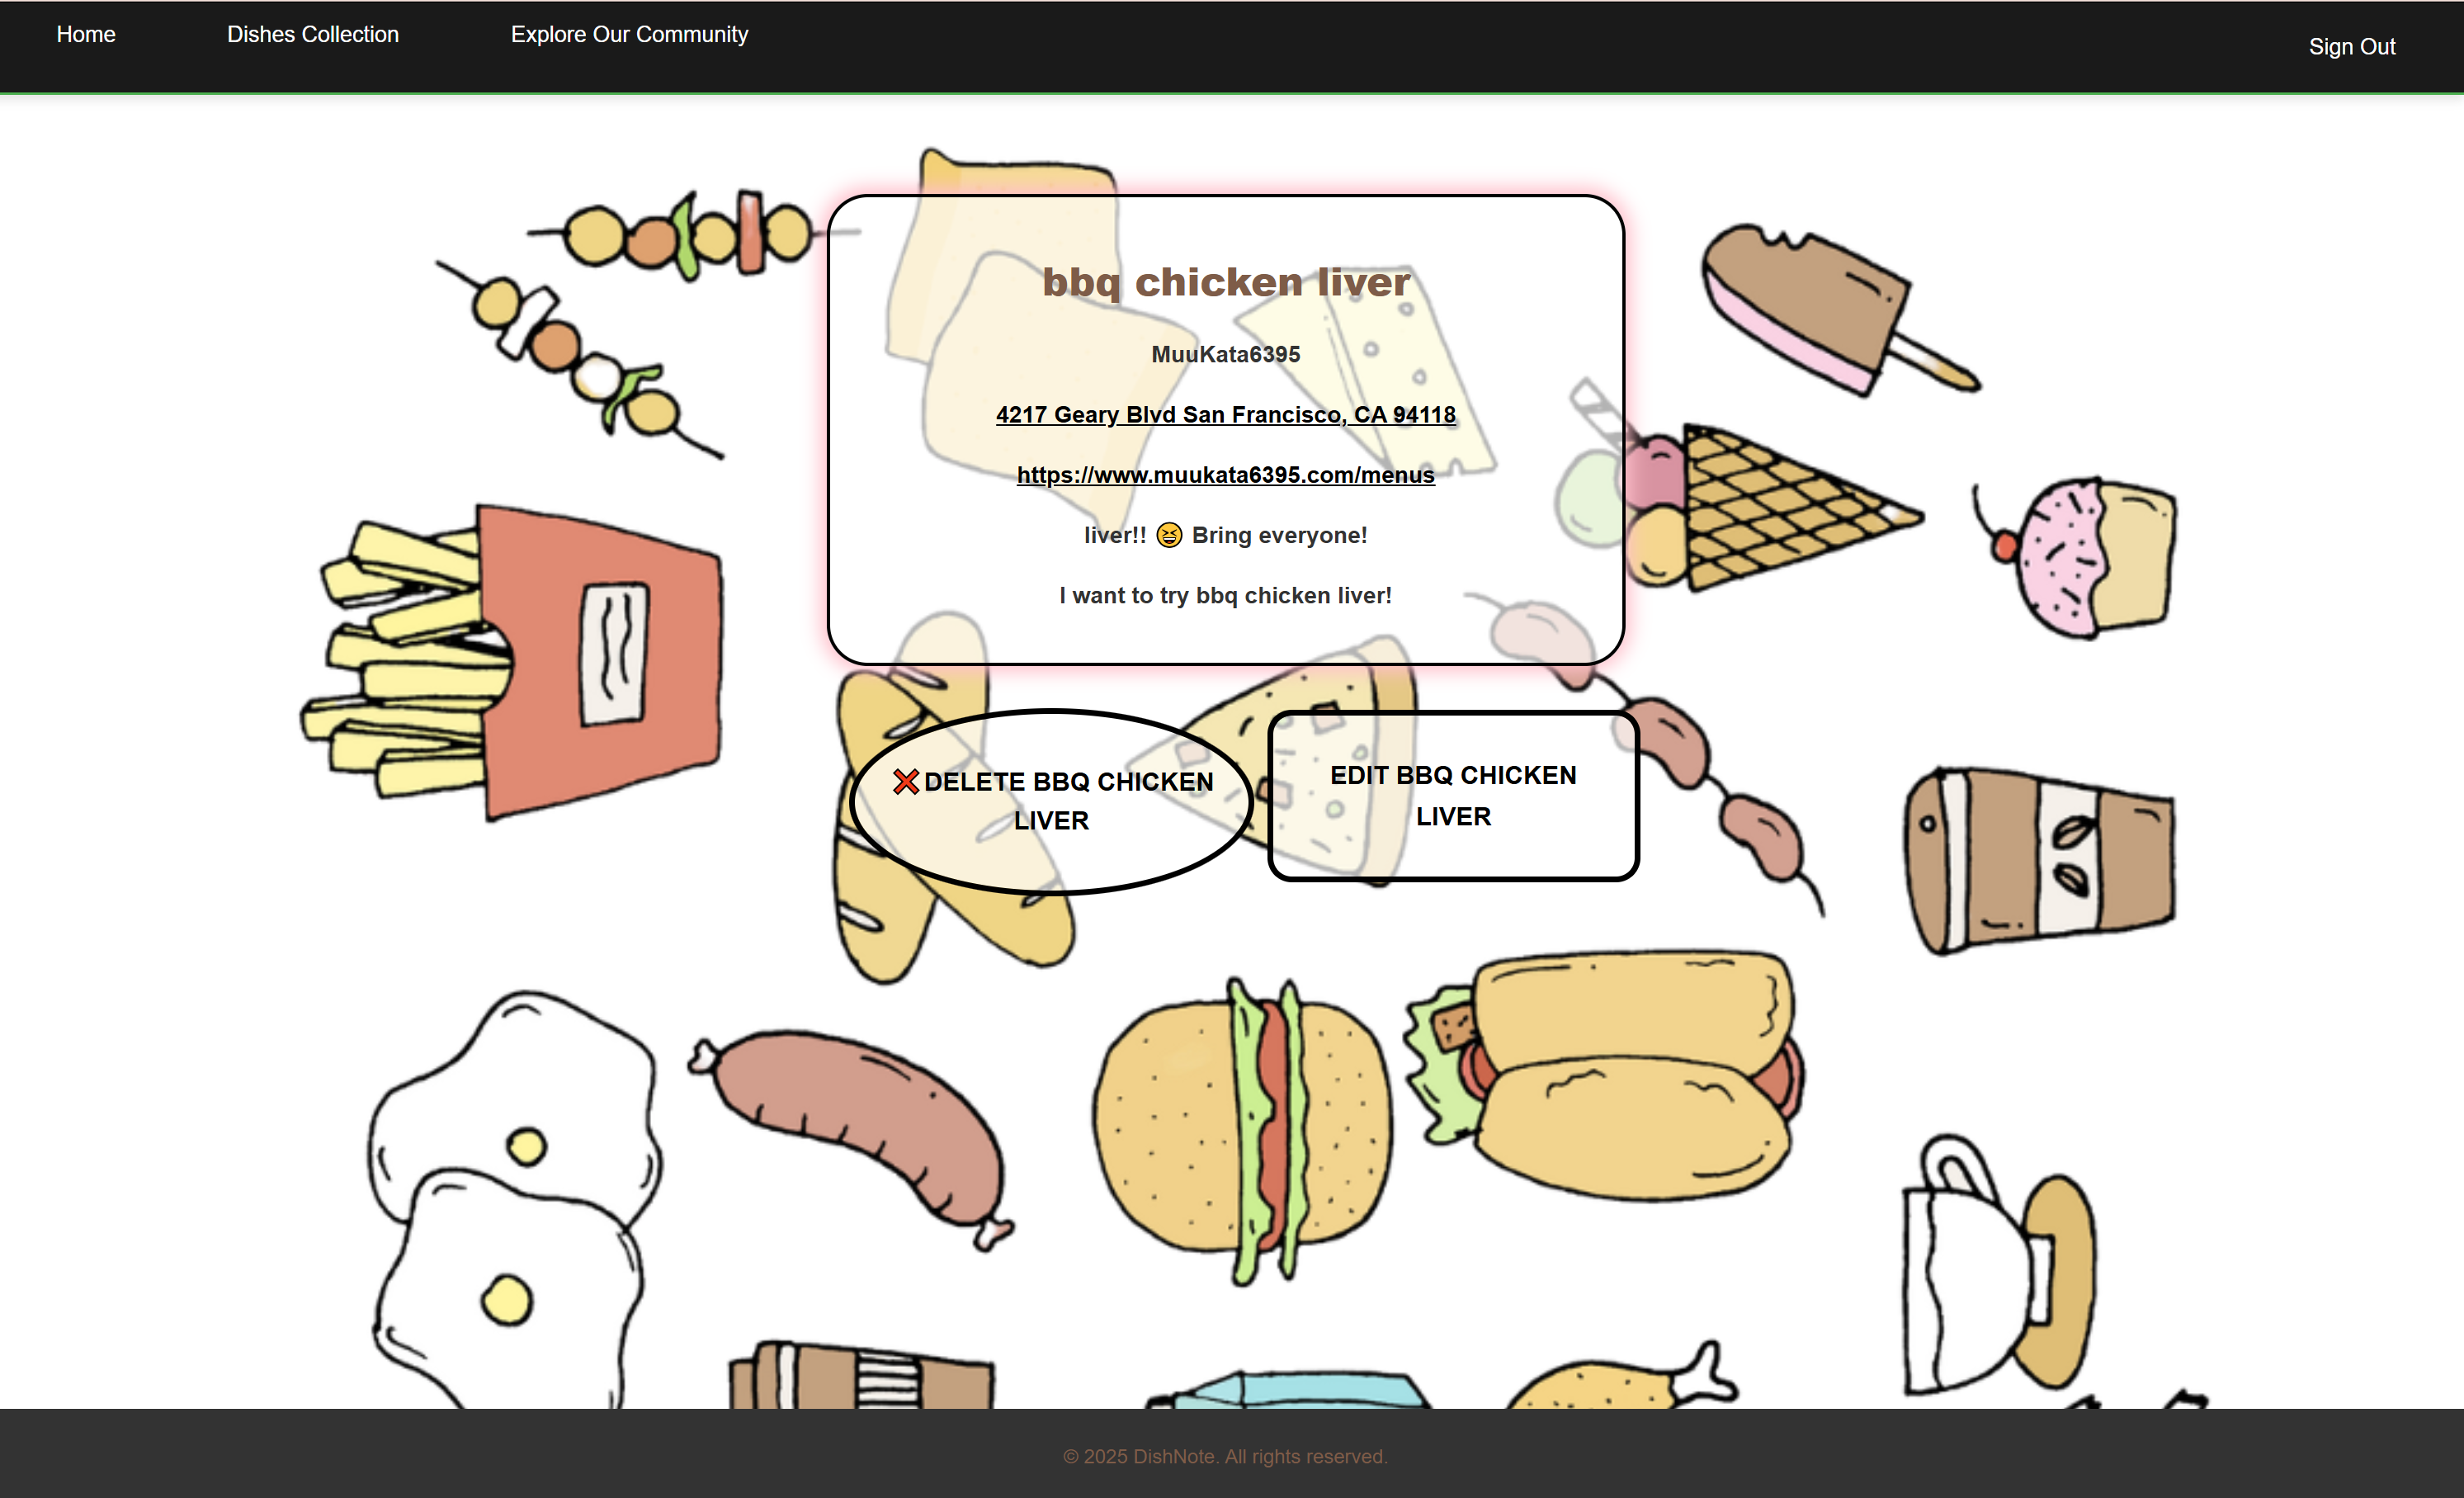 Home Dishes Collection Explore Our Community Sign Out
bbq chicken liver
MuuKata6395
4217 Geary Blvd San Francisco, CA 94118
https://www.muukata6395.com/menus
liver!! 😆 Bring everyone!
I want to try bbq chicken liver!
❌DELETE BBQ CHICKEN
LIVER
EDIT BBQ CHICKEN
LIVER
© 2025 DishNote. All rights reserved.